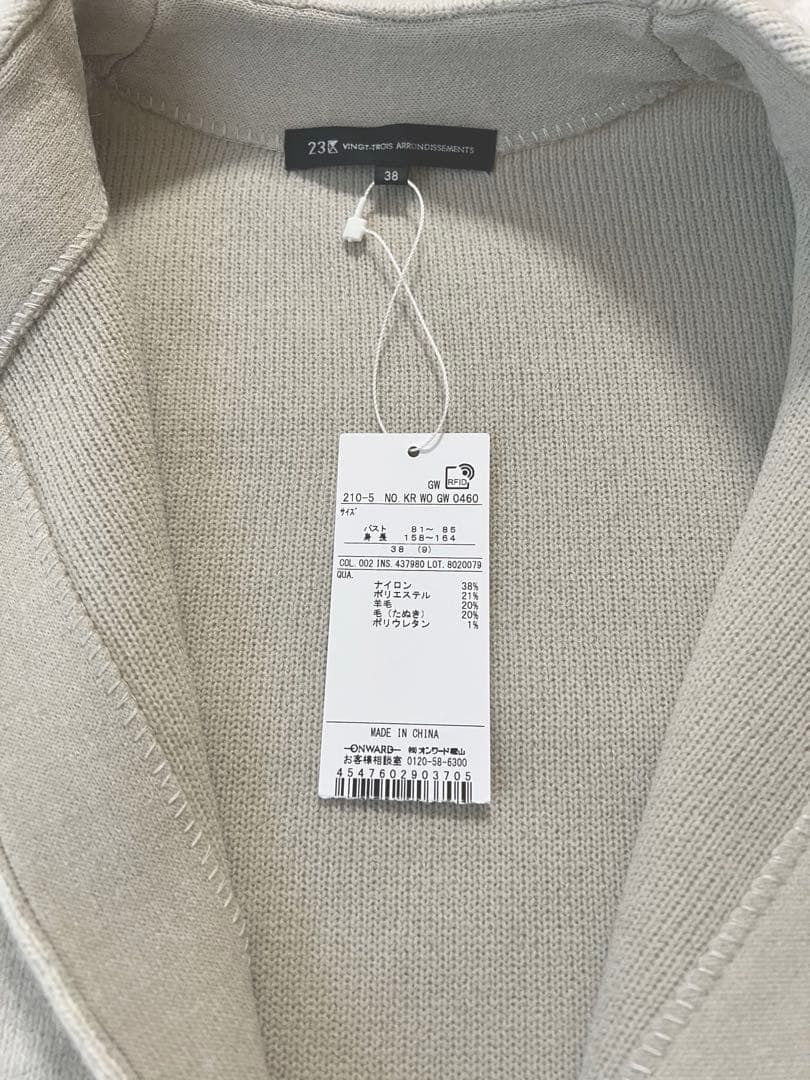 23区 VINGT-TROIS ARRONDISSEMENTS
38
GW RFID
210-5 NO. KR WO GW 0460
サイズ
バスト 81～ 85
身 長 158～164
38 (9)
COL. 002 INS. 437980 LOT. 8020079
QUA.
ナイロン 38%
ポリエステル 21%
羊毛 20%
毛（たぬき） 20%
ポリウレタン 1%
MADE IN CHINA
ONWARD ㈱オンワード樫山
お客様相談室 0120-58-6300
4547602903705